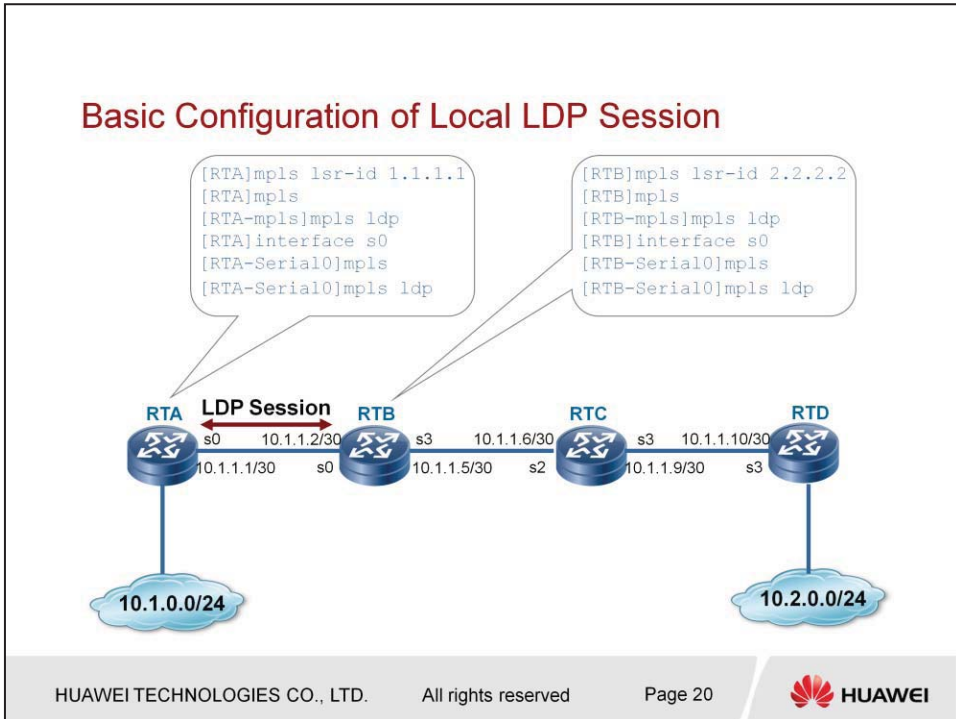 Basic Configuration of Local LDP Session
[RTA]mpls lsr-id 1.1.1.1
[RTA]mpls
[RTA-mpls]mpls ldp
[RTA]interface s0
[RTA-Serial0]mpls
[RTA-Serial0]mpls ldp
[RTB]mpls lsr-id 2.2.2.2
[RTB]mpls
[RTB-mpls]mpls ldp
[RTB]interface s0
[RTB-Serial0]mpls
[RTB-Serial0]mpls ldp
RTA LDP Session RTB RTC RTD
s0 10.1.1.2/30 s3 10.1.1.6/30 s3 10.1.1.10/30
10.1.1.1/30 s0 10.1.1.5/30 s2 10.1.1.9/30 s3
10.1.0.0/24 10.2.0.0/24
HUAWEI TECHNOLOGIES CO., LTD. All rights reserved Page 20 HUAWEI